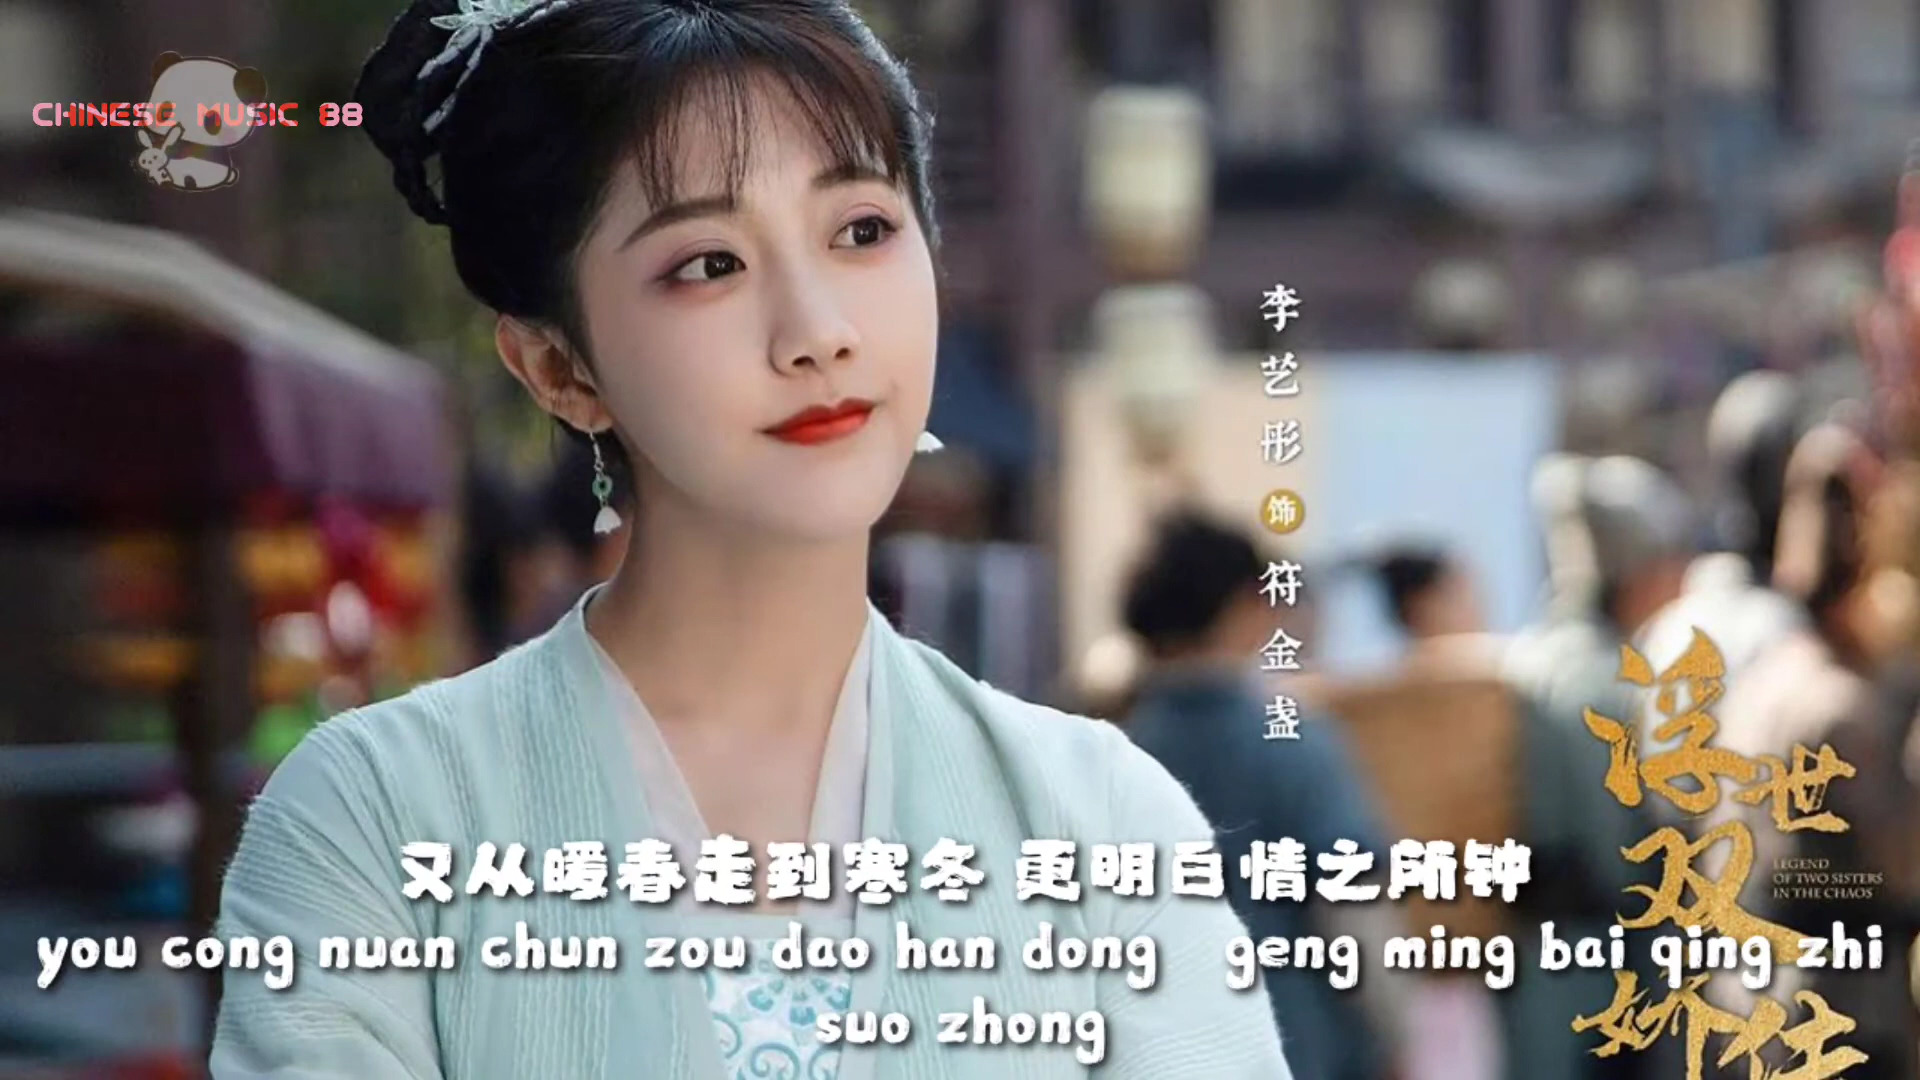 CHINESE MUSIC 88
李艺彤饰符金盏
浮世双娇传
LEGEND
OF TWO SISTERS
IN THE CHAOS
又从暖春走到寒冬 更明白情之所钟
you cong nuan chun zou dao han dong geng ming bai qing zhi
suo zhong